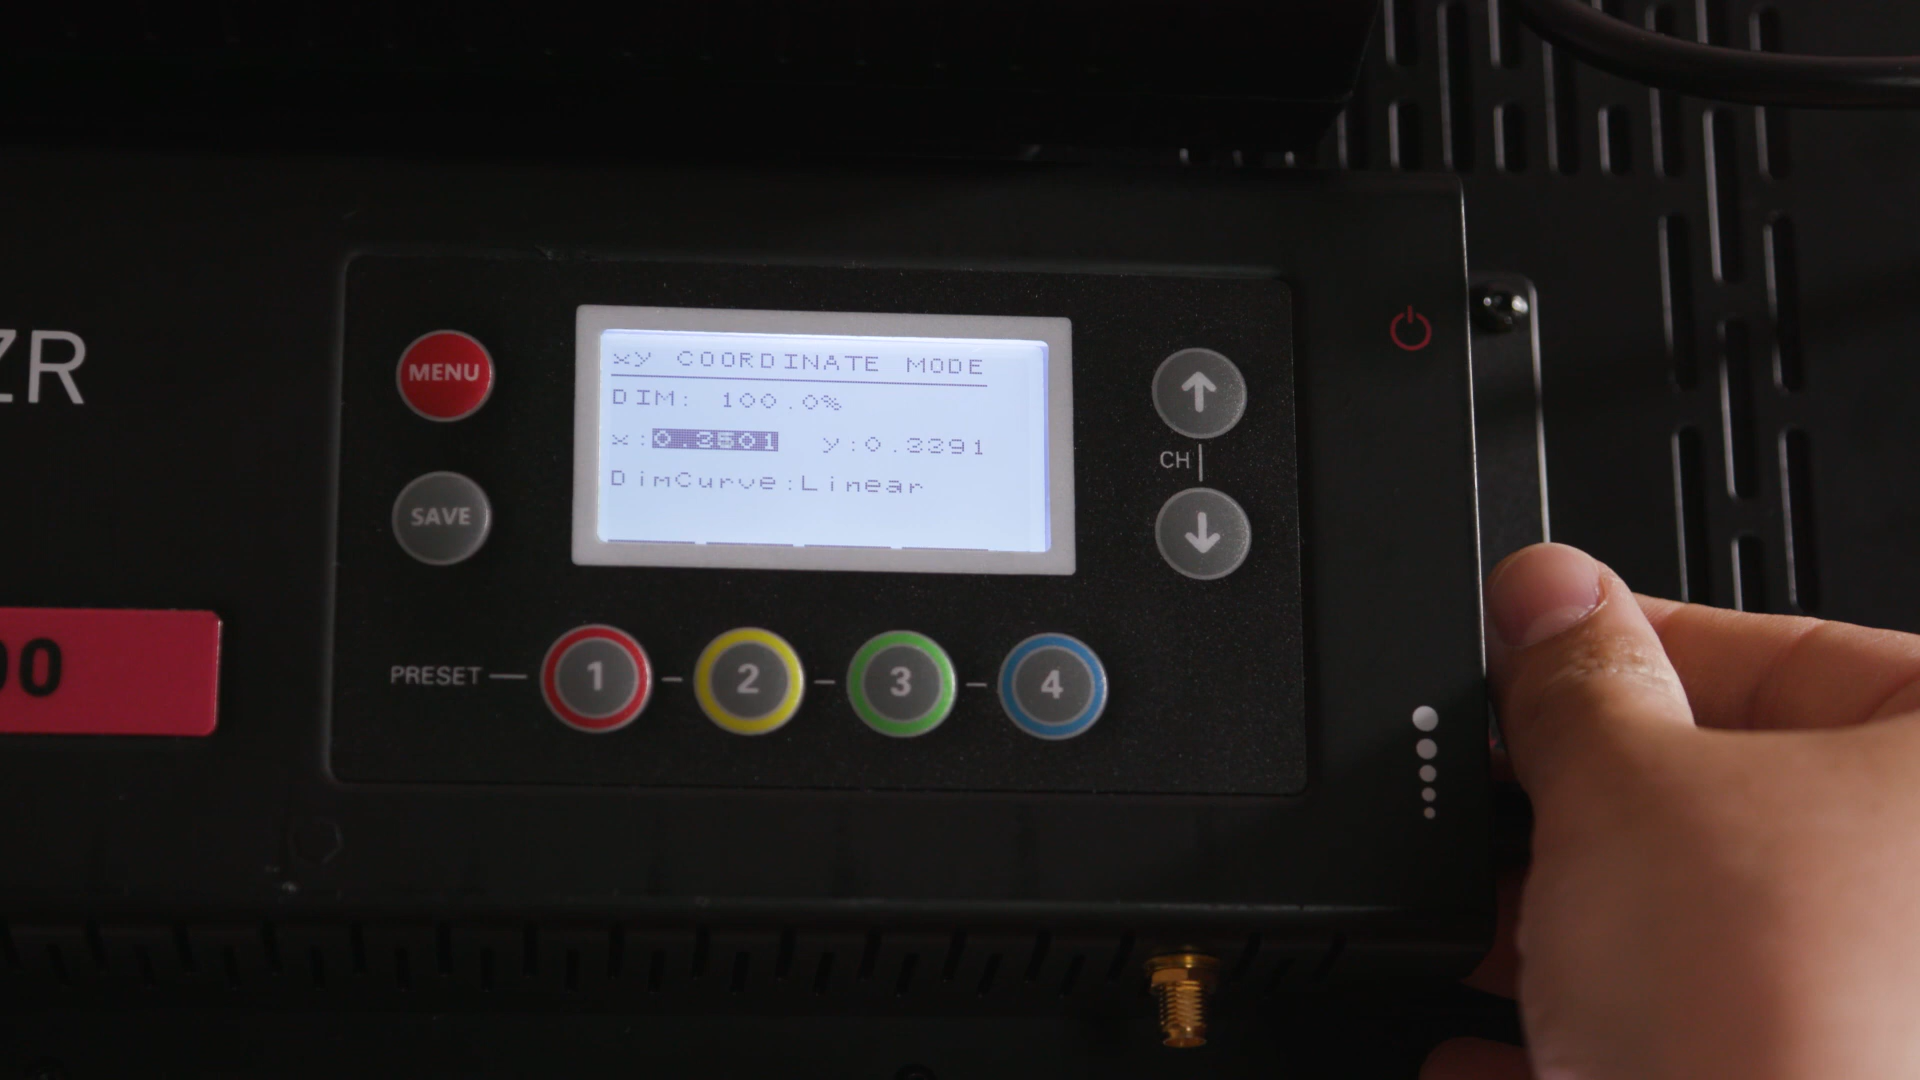 ZR
00
MENU
SAVE
xy COORDINATE MODE
DIM: 100.0%
x:0.3501 y:0.3391
DimCurve:Linear
CH
PRESET
1
2
3
4